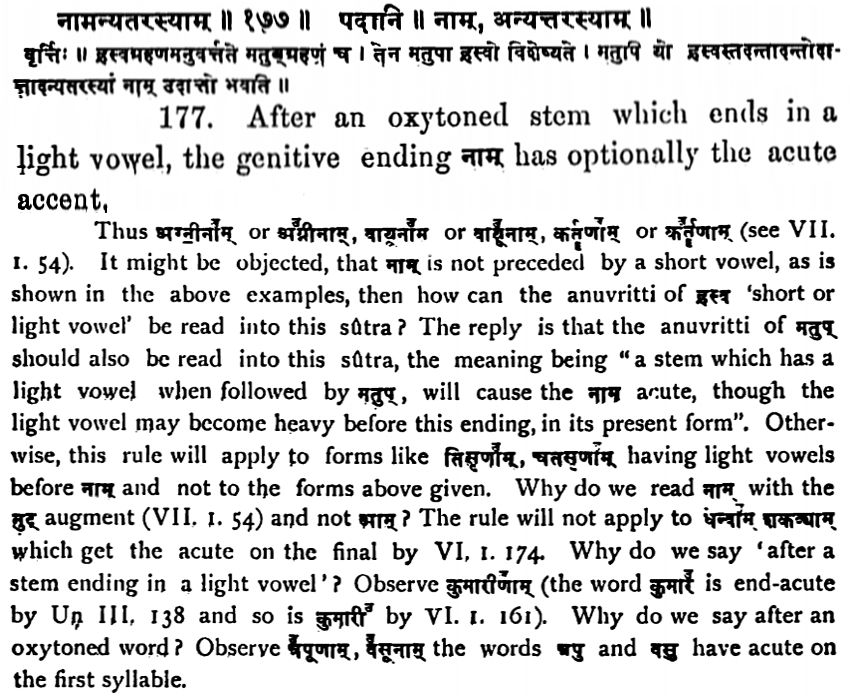 नामन्यतरस्याम् ॥ १७७ ॥ पदानि ॥ नाम, अन्यत्तरस्याम् ॥
वृत्तिः ॥ ह्रस्वग्रहणमनुवर्त्तते मतुब्ग्रहणं च । तेन मतुपा ह्रस्वो विशेष्यते । मतुपि यो ह्रस्वस्तदन्तादन्तोदा-
त्तादन्यतरस्यां नाम् उदात्तो भवति ॥
177. After an oxytoned stem which ends in a
light vowel, the genitive ending नाम् has optionally the acute
accent,
Thus अग्नीनाम् or अग्नीनाम्, वायूनाम or वायूनाम्, कर्तॄणाम् or कर्तॄणाम् (see VII.
1. 54). It might be objected, that नाम् is not preceded by a short vowel, as is
shown in the above examples, then how can the anuvritti of ह्रस्व 'short or
light vowel' be read into this sûtra? The reply is that the anuvritti of मतुप्
should also be read into this sûtra, the meaning being "a stem which has a
light vowel when followed by मतुप्, will cause the नाम acute, though the
light vowel may become heavy before this ending, in its present form". Other-
wise, this rule will apply to forms like तिसृणाम्, चतसृणाम् having light vowels
before नाम् and not to the forms above given. Why do we read नाम् with the
नुट् augment (VII. 1. 54) and not आम्? The rule will not apply to
which get the acute on the final by VI, 1. 174. Why do we say 'after a
stem ending in a light vowel'? Observe कुमारीणाम् (the word कुमार is end-acute
by Uṇ III, 138 and so is कुमारी by VI. 1. 161). Why do we say after an
oxytoned word? Observe त्रपूणाम्, वसूनाम् the words त्रपु and वसु have acute on
the first syllable.